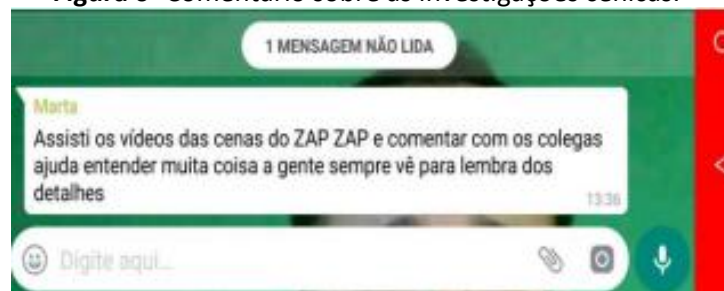 1 MENSAGEM NÃO LIDA
Marta
Assisti os vídeos das cenas do ZAP ZAP e comentar com os colegas
ajuda entender muita coisa a gente sempre vê para lembra dos
detalhes
13:36
Digite aqui...